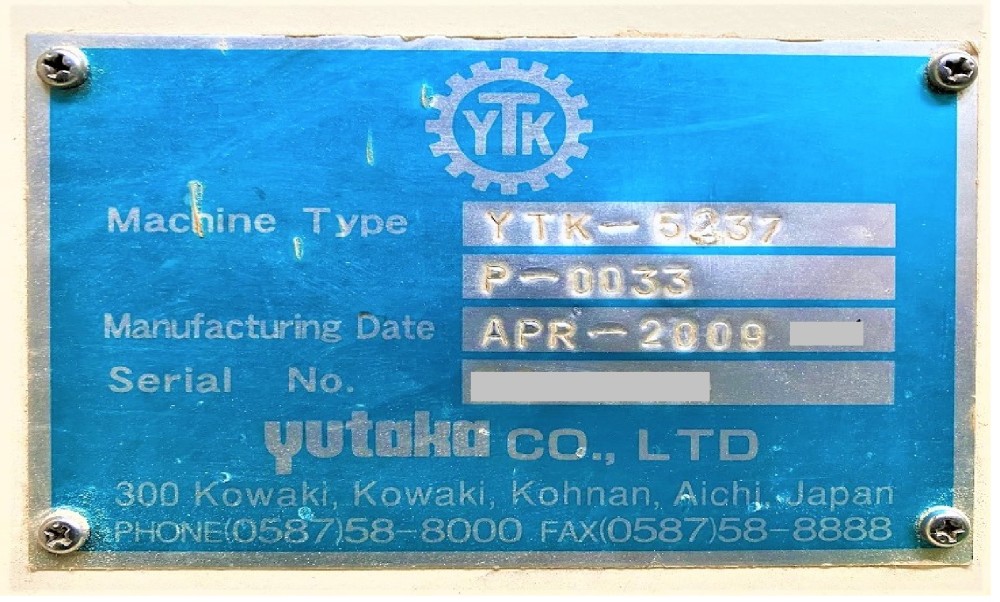 YTK
Machine Type YTK-5237
P-0033
Manufacturing Date APR-2009
Serial No.
yutaka CO., LTD
300 Kowaki, Kowaki, Kohnan, Aichi, Japan
PHONE(0587)58-8000 FAX(0587)58-8888